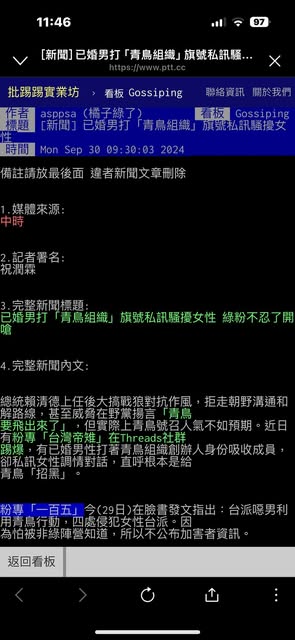 11:46
97
[新聞] 已婚男打「青鳥組織」旗號私訊騷...
https://www.ptt.cc
批踢踢實業坊 › 看板 Gossiping 聯絡資訊 關於我們
作者 asppsa (橘子綠了) 看板 Gossiping
標題 [新聞] 已婚男打「青鳥組織」旗號私訊騷擾女
性
時間 Mon Sep 30 09:30:03 2024
備註請放最後面 違者新聞文章刪除
1.媒體來源:
中時
2.記者署名:
祝潤霖
3.完整新聞標題:
已婚男打「青鳥組織」旗號私訊騷擾女性 綠粉不忍了開
嗆
4.完整新聞內文:
總統賴清德上任後大搞戰狼對抗作風，拒走朝野溝通和
解路線，甚至威脅在野黨揚言「青鳥
要飛出來了」，但實際上青鳥號召人氣不如預期。近日
有粉專「台灣帝雉」在Threads社群
踢爆，有已婚男性打著青鳥組織創辦人身份吸收成員，
卻私訊女性調情對話，直呼根本是給
青鳥「招黑」。
粉專「一百五」今(29日)在臉書發文指出：台派噁男利
用青鳥行動，四處侵犯女性台派。因
為怕被非綠陣營知道，所以不公布加害者資訊。
返回看板